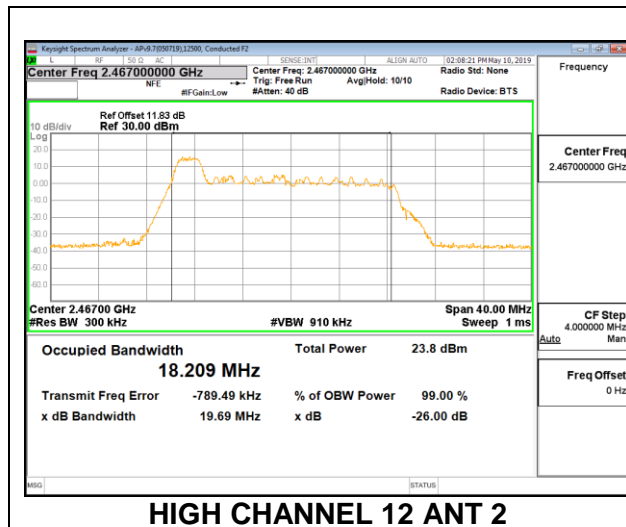 Keysight Spectrum Analyzer - APv9.7(050719),12500, Conducted F2
L RF 50 Ω AC SENSE:INT ALIGN AUTO 02:08:21 PM May 10, 2019
Center Freq 2.467000000 GHz
NFE
#IFGain:Low
Center Freq: 2.467000000 GHz
Trig: Free Run Avg|Hold: 10/10
#Atten: 40 dB
Radio Std: None
Radio Device: BTS
Ref Offset 11.83 dB
10 dB/div Ref 30.00 dBm
Log
20.0
10.0
0.00
-10.0
-20.0
-30.0
-40.0
-50.0
-60.0
Center 2.46700 GHz Span 40.00 MHz
#Res BW 300 kHz #VBW 910 kHz Sweep 1 ms
Occupied Bandwidth Total Power 23.8 dBm
18.209 MHz
Transmit Freq Error -789.49 kHz % of OBW Power 99.00 %
x dB Bandwidth 19.69 MHz x dB -26.00 dB
MSG STATUS
Frequency
Center Freq
2.467000000 GHz
CF Step
4.000000 MHz
Auto Man
Freq Offset
0 Hz
HIGH CHANNEL 12 ANT 2